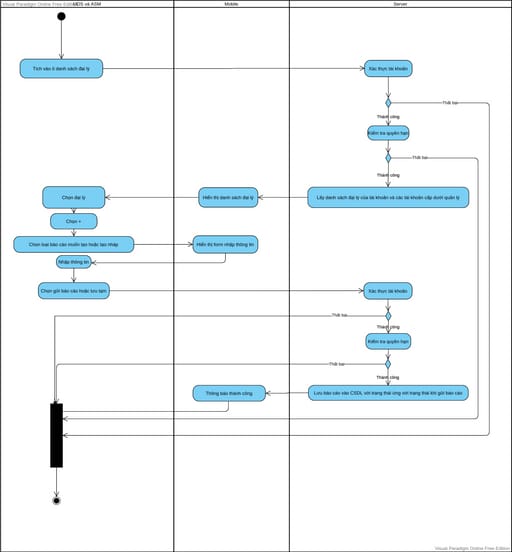 Visual Paradigm Online Free Edition
MDS và ASM
Mobile
Server
Tích vào ô danh sách đại lý
Xác thực tài khoản
Thất bại
Thành công
Kiểm tra quyền hạn
Thất bại
Thành công
Chọn đại lý
Hiển thị danh sách đại lý
Lấy danh sách đại lý của tài khoản và các tài khoản cấp dưới quản lý
Chọn +
Chọn loại báo cáo muốn tạo hoặc tạo nháp
Hiển thị form nhập thông tin
Nhập thông tin
Chọn gửi báo cáo hoặc lưu tạm
Xác thực tài khoản
Thất bại
Thành công
Kiểm tra quyền hạn
Thất bại
Thành công
Thông báo thành công
Lưu báo cáo vào CSDL với trạng thái ứng với trạng thái khi gửi báo cáo
Visual Paradigm Online Free Edition